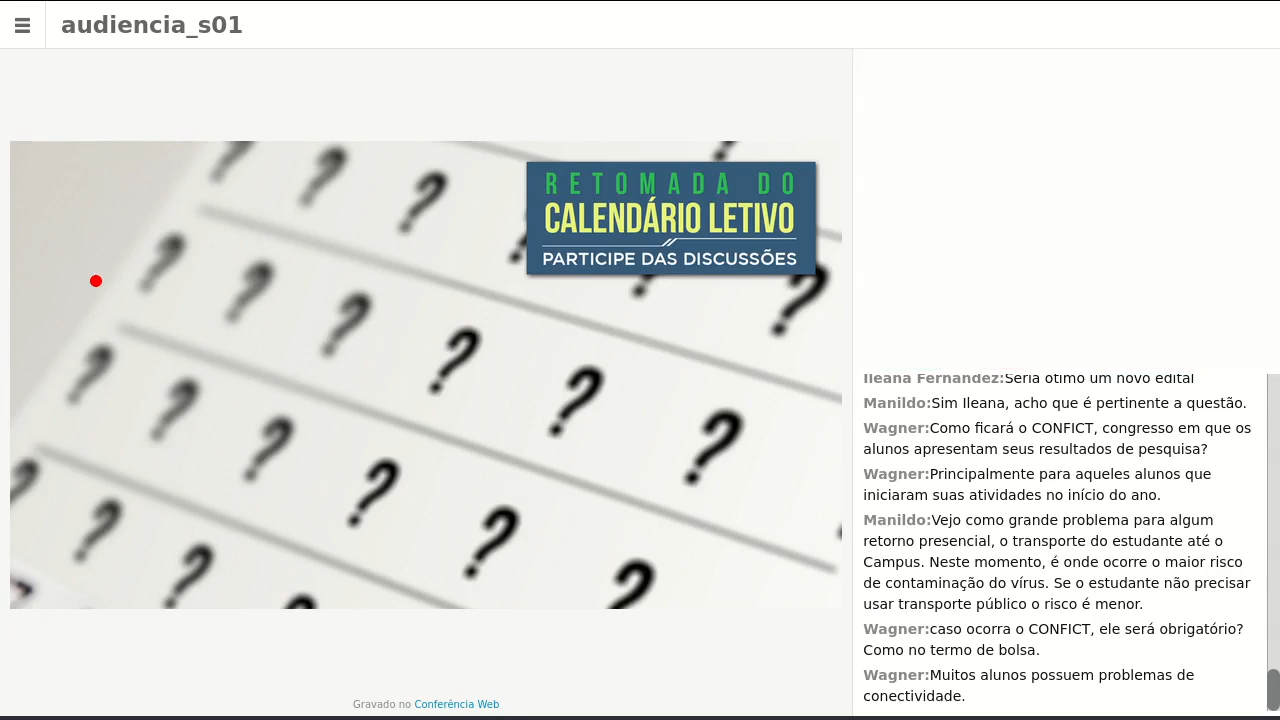 audiencia_s01
RETOMADA DO
CALENDÁRIO LETIVO
PARTICIPE DAS DISCUSSÕES
? ? ? ?
? ? ? ? ? ?
? ? ? ? ? ?
? ? ? ? ?
Gravado no Conferência Web
Ileana Fernandez:Seria ótimo um novo edital
Manildo:Sim Ileana, acho que é pertinente a questão.
Wagner:Como ficará o CONFICT, congresso em que os
alunos apresentam seus resultados de pesquisa?
Wagner:Principalmente para aqueles alunos que
iniciaram suas atividades no início do ano.
Manildo:Vejo como grande problema para algum
retorno presencial, o transporte do estudante até o
Campus. Neste momento, é onde ocorre o maior risco
de contaminação do vírus. Se o estudante não precisar
usar transporte público o risco é menor.
Wagner:caso ocorra o CONFICT, ele será obrigatório?
Como no termo de bolsa.
Wagner:Muitos alunos possuem problemas de
conectividade.